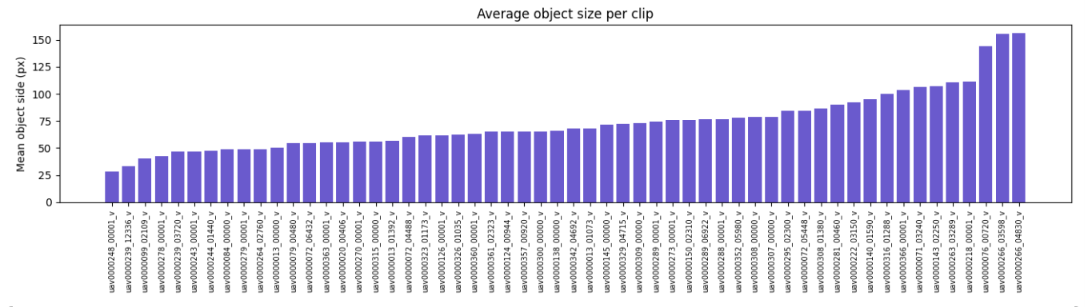 Average object size per clip
Mean object side (px)
150
125
100
75
50
25
0
uav0000248_00001_v
uav0000239_12336_v
uav0000099_02109_v
uav0000278_00001_v
uav0000239_03720_v
uav0000243_00001_v
uav0000244_01440_v
uav0000084_00000_v
uav0000279_00001_v
uav0000264_02760_v
uav0000013_00000_v
uav0000079_00480_v
uav0000072_06432_v
uav0000363_00001_v
uav0000020_00406_v
uav0000270_00001_v
uav0000315_00000_v
uav0000013_01392_v
uav0000072_04488_v
uav0000323_01173_v
uav0000126_00001_v
uav0000326_01035_v
uav0000360_00001_v
uav0000361_02323_v
uav0000124_00944_v
uav0000357_00920_v
uav0000300_00000_v
uav0000138_00000_v
uav0000342_04692_v
uav0000013_01073_v
uav0000145_00000_v
uav0000329_04715_v
uav0000309_00000_v
uav0000289_00001_v
uav0000273_00001_v
uav0000150_02310_v
uav0000289_06922_v
uav0000288_00001_v
uav0000352_05980_v
uav0000308_00000_v
uav0000307_00000_v
uav0000295_02300_v
uav0000072_05448_v
uav0000308_01380_v
uav0000281_00460_v
uav0000222_03150_v
uav0000140_01590_v
uav0000316_01288_v
uav0000366_00001_v
uav0000071_03240_v
uav0000143_02250_v
uav0000263_03289_v
uav0000218_00001_v
uav0000076_00720_v
uav0000266_03598_v
uav0000266_04830_v